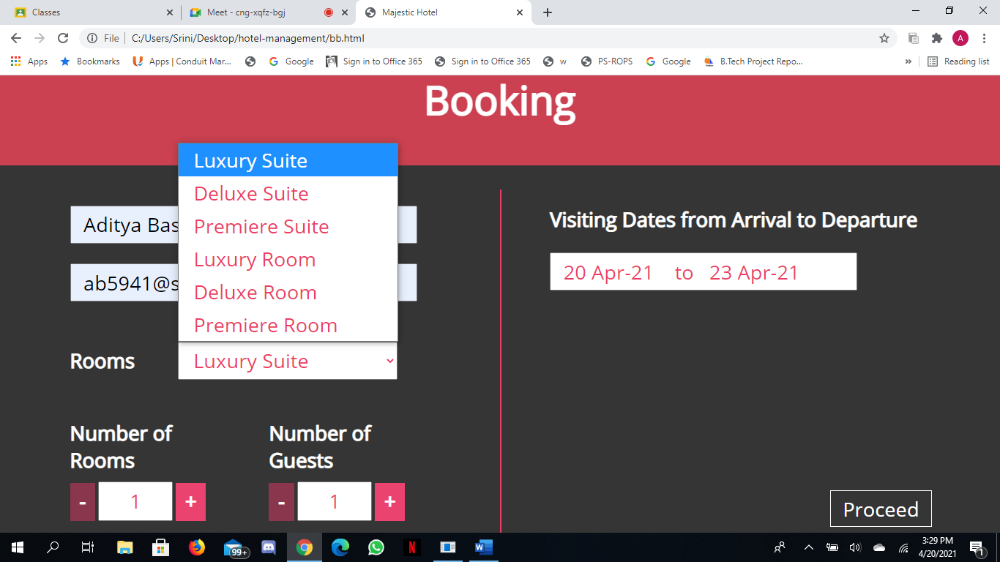 Classes
Meet - cng-xqfz-bgj
Majestic Hotel
File
C:/Users/Srini/Desktop/hotel-management/bb.html
A
Apps
Bookmarks
Apps | Conduit Mar...
Google
Sign in to Office 365
Sign in to Office 365
w
PS-ROPS
Google
B.Tech Project Repo...
»
Reading list
Booking
Luxury Suite
Deluxe Suite
Premiere Suite
Luxury Room
Deluxe Room
Premiere Room
Aditya Bas
ab5941@s
Rooms
Luxury Suite
Number of
Rooms
- 1 +
Number of
Guests
- 1 +
Visiting Dates from Arrival to Departure
20 Apr-21 to 23 Apr-21
Proceed
99+
3:29 PM
4/20/2021
1